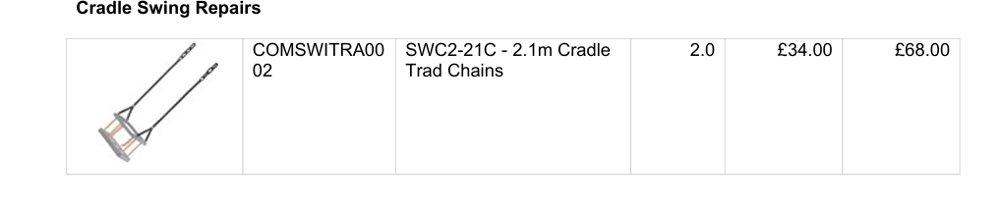 Cradle Swing Repairs
COMSWITRA00 SWC2-21C - 2.1m Cradle 2.0 £34.00 £68.00
02 Trad Chains